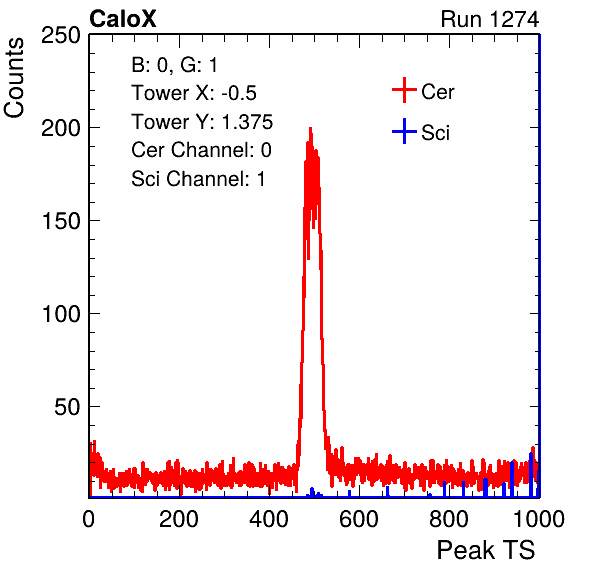 CaloX Run 1274
Counts
250
200
150
100
50
B: 0, G: 1
Tower X: -0.5
Tower Y: 1.375
Cer Channel: 0
Sci Channel: 1
Cer
Sci
0 200 400 600 800 1000
Peak TS